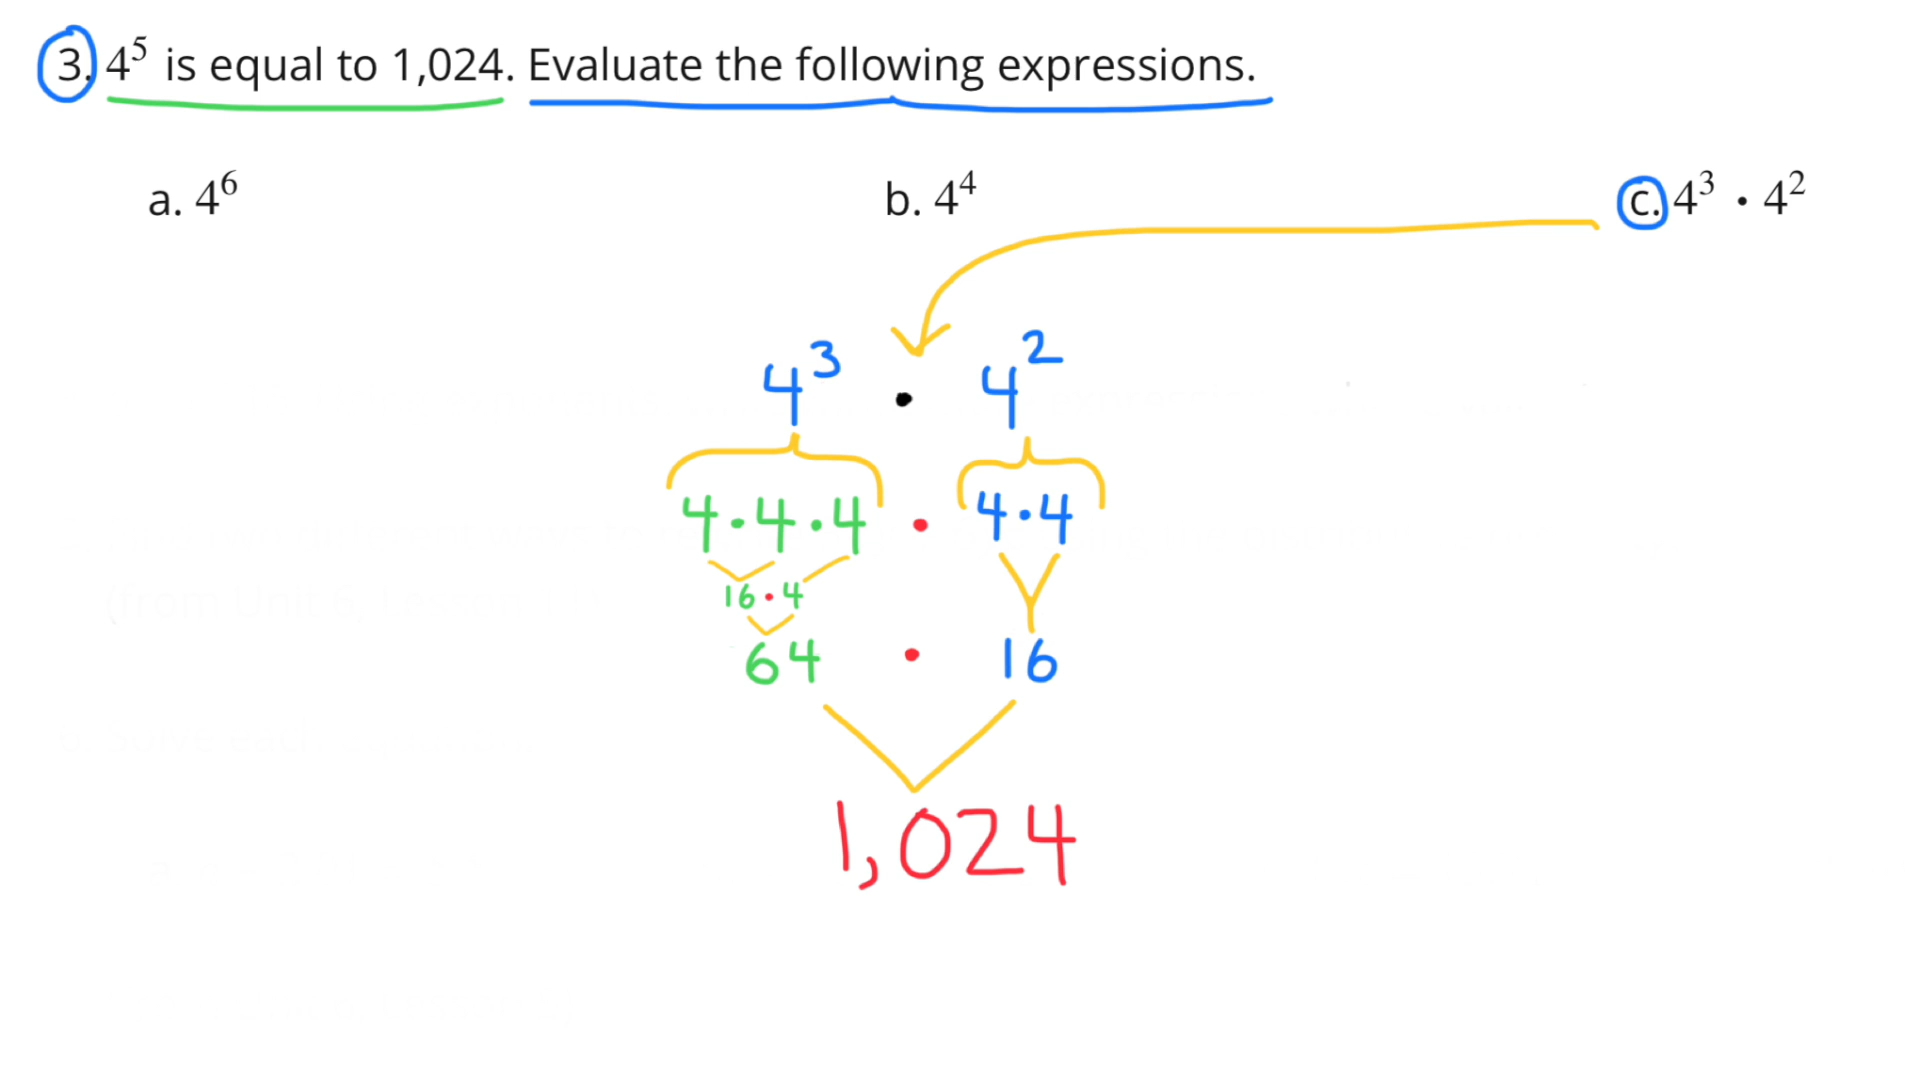 3. 4⁵ is equal to 1,024. Evaluate the following expressions.
a. 4⁶ b. 4⁴ c. 4³ · 4²
4³ · 4²
4·4·4 · 4·4
16·4
64 · 16
1,024